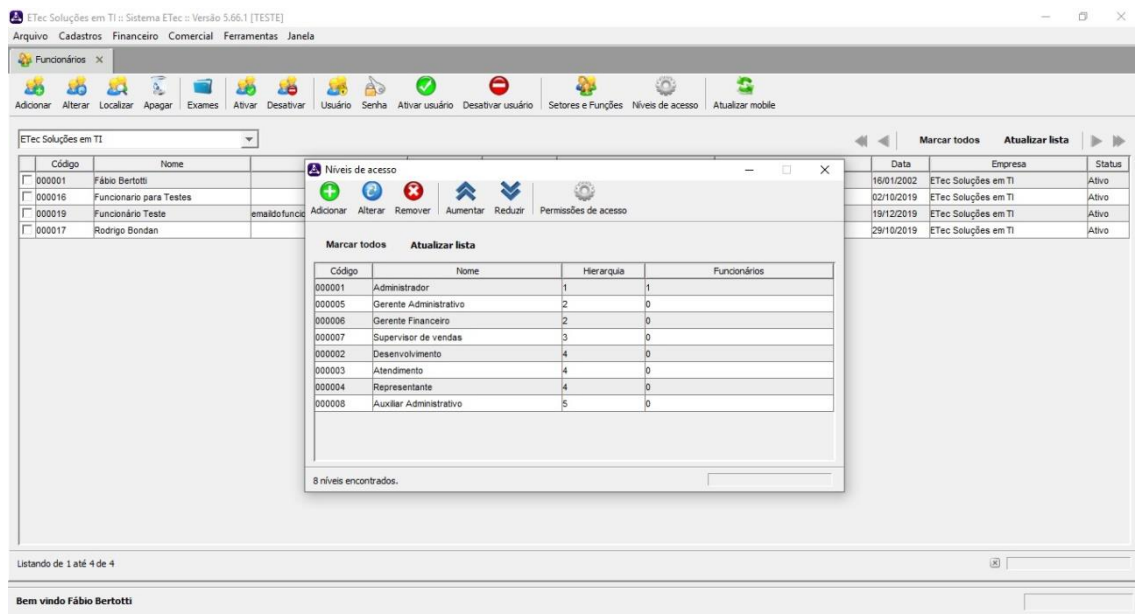 ETec Soluções em TI :: Sistema ETec :: Versão 5.66.1 [TESTE]
Arquivo Cadastros Financeiro Comercial Ferramentas Janela
Funcionários
Adicionar Alterar Localizar Apagar Exames Ativar Desativar Usuário Senha Ativar usuário Desativar usuário Setores e Funções Níveis de acesso Atualizar mobile
ETec Soluções em TI Marcar todos Atualizar lista
Código Nome Data Empresa Status
000001 Fábio Bertotti 16/01/2002 ETec Soluções em TI Ativo
000016 Funcionario para Testes 02/10/2019 ETec Soluções em TI Ativo
000019 Funcionário Teste emaildofuncio 19/12/2019 ETec Soluções em TI Ativo
000017 Rodrigo Bondan 29/10/2019 ETec Soluções em TI Ativo
Níveis de acesso
Adicionar Alterar Remover Aumentar Reduzir Permissões de acesso
Marcar todos Atualizar lista
Código Nome Hierarquia Funcionários
000001 Administrador 1 1
000005 Gerente Administrativo 2 0
000006 Gerente Financeiro 2 0
000007 Supervisor de vendas 3 0
000002 Desenvolvimento 4 0
000003 Atendimento 4 0
000004 Representante 4 0
000008 Auxiliar Administrativo 5 0
8 níveis encontrados.
Listando de 1 até 4 de 4
Bem vindo Fábio Bertotti